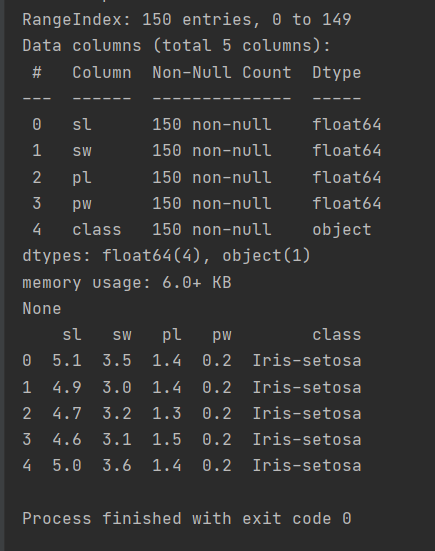 RangeIndex: 150 entries, 0 to 149
Data columns (total 5 columns):
 #   Column  Non-Null Count  Dtype
---  ------  --------------  -----
 0   sl      150 non-null    float64
 1   sw      150 non-null    float64
 2   pl      150 non-null    float64
 3   pw      150 non-null    float64
 4   class   150 non-null    object
dtypes: float64(4), object(1)
memory usage: 6.0+ KB
None
    sl   sw   pl   pw        class
0  5.1  3.5  1.4  0.2  Iris-setosa
1  4.9  3.0  1.4  0.2  Iris-setosa
2  4.7  3.2  1.3  0.2  Iris-setosa
3  4.6  3.1  1.5  0.2  Iris-setosa
4  5.0  3.6  1.4  0.2  Iris-setosa
Process finished with exit code 0